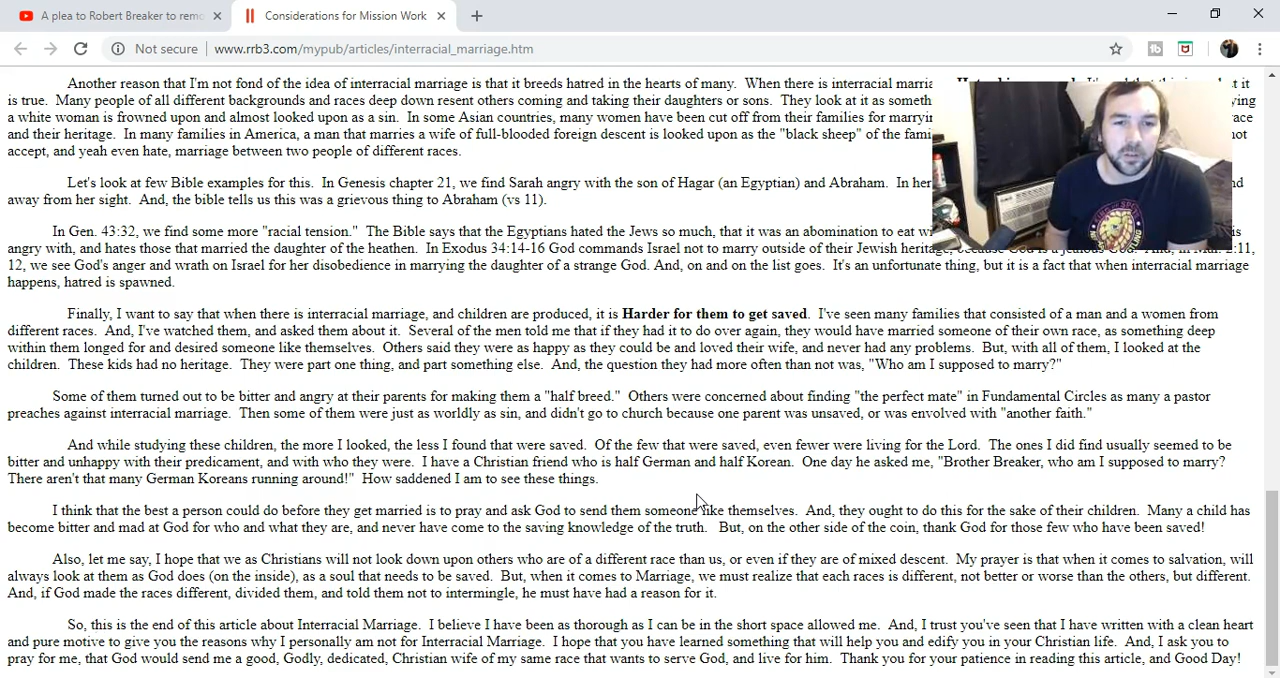 A plea to Robert Breaker to remo
Considerations for Mission Work
Not secure | www.rrb3.com/mypub/articles/interracial_marriage.htm
Another reason that I'm not fond of the idea of interracial marriage is that it breeds hatred in the hearts of many. When there is interracial marria
is true. Many people of all different backgrounds and races deep down resent others coming and taking their daughters or sons. They look at it as someth
a white woman is frowned upon and almost looked upon as a sin. In some Asian countries, many women have been cut off from their families for marryin
and their heritage. In many families in America, a man that marries a wife of full-blooded foreign descent is looked upon as the "black sheep" of the fami not
accept, and yeah even hate, marriage between two people of different races.
Let's look at few Bible examples for this. In Genesis chapter 21, we find Sarah angry with the son of Hagar (an Egyptian) and Abraham. In her
away from her sight. And, the bible tells us this was a grievous thing to Abraham (vs 11).
In Gen. 43:32, we find some more "racial tension." The Bible says that the Egyptians hated the Jews so much, that it was an abomination to eat wi is
angry with, and hates those that married the daughter of the heathen. In Exodus 34:14-16 God commands Israel not to marry outside of their Jewish heritage, because God is a jealous God. And, in Mal. 2:11,
12, we see God's anger and wrath on Israel for her disobedience in marrying the daughter of a strange God. And, on and on the list goes. It's an unfortunate thing, but it is a fact that when interracial marriage
happens, hatred is spawned.
Finally, I want to say that when there is interracial marriage, and children are produced, it is Harder for them to get saved. I've seen many families that consisted of a man and a women from
different races. And, I've watched them, and asked them about it. Several of the men told me that if they had it to do over again, they would have married someone of their own race, as something deep
within them longed for and desired someone like themselves. Others said they were as happy as they could be and loved their wife, and never had any problems. But, with all of them, I looked at the
children. These kids had no heritage. They were part one thing, and part something else. And, the question they had more often than not was, "Who am I supposed to marry?"
Some of them turned out to be bitter and angry at their parents for making them a "half breed." Others were concerned about finding "the perfect mate" in Fundamental Circles as many a pastor
preaches against interracial marriage. Then some of them were just as worldly as sin, and didn't go to church because one parent was unsaved, or was envolved with "another faith."
And while studying these children, the more I looked, the less I found that were saved. Of the few that were saved, even fewer were living for the Lord. The ones I did find usually seemed to be
bitter and unhappy with their predicament, and with who they were. I have a Christian friend who is half German and half Korean. One day he asked me, "Brother Breaker, who am I supposed to marry?
There aren't that many German Koreans running around!" How saddened I am to see these things.
I think that the best a person could do before they get married is to pray and ask God to send them someone like themselves. And, they ought to do this for the sake of their children. Many a child has
become bitter and mad at God for who and what they are, and never have come to the saving knowledge of the truth. But, on the other side of the coin, thank God for those few who have been saved!
Also, let me say, I hope that we as Christians will not look down upon others who are of a different race than us, or even if they are of mixed descent. My prayer is that when it comes to salvation, will
always look at them as God does (on the inside), as a soul that needs to be saved. But, when it comes to Marriage, we must realize that each races is different, not better or worse than the others, but different.
And, if God made the races different, divided them, and told them not to intermingle, he must have had a reason for it.
So, this is the end of this article about Interracial Marriage. I believe I have been as thorough as I can be in the short space allowed me. And, I trust you've seen that I have written with a clean heart
and pure motive to give you the reasons why I personally am not for Interracial Marriage. I hope that you have learned something that will help you and edify you in your Christian life. And, I ask you to
pray for me, that God would send me a good, Godly, dedicated, Christian wife of my same race that wants to serve God, and live for him. Thank you for your patience in reading this article, and Good Day!